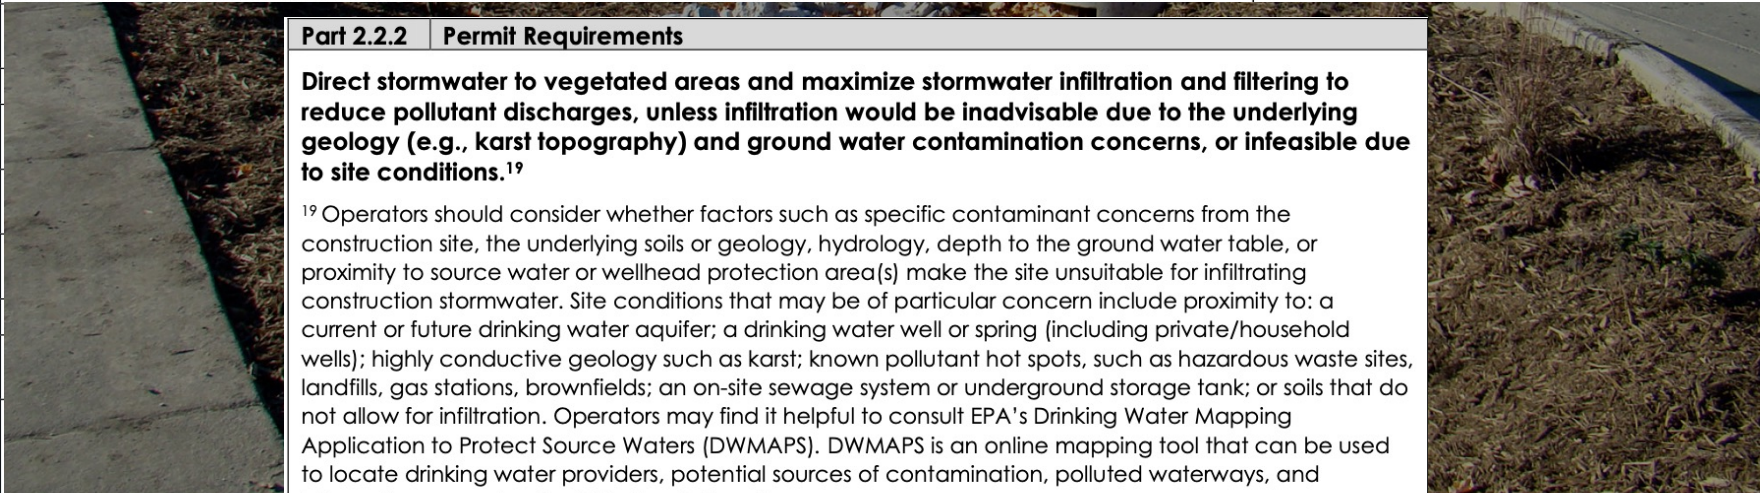 Part 2.2.2 Permit Requirements
Direct stormwater to vegetated areas and maximize stormwater infiltration and filtering to
reduce pollutant discharges, unless infiltration would be inadvisable due to the underlying
geology (e.g., karst topography) and ground water contamination concerns, or infeasible due
to site conditions.¹⁹
¹⁹ Operators should consider whether factors such as specific contaminant concerns from the
construction site, the underlying soils or geology, hydrology, depth to the ground water table, or
proximity to source water or wellhead protection area(s) make the site unsuitable for infiltrating
construction stormwater. Site conditions that may be of particular concern include proximity to: a
current or future drinking water aquifer; a drinking water well or spring (including private/household
wells); highly conductive geology such as karst; known pollutant hot spots, such as hazardous waste sites,
landfills, gas stations, brownfields; an on-site sewage system or underground storage tank; or soils that do
not allow for infiltration. Operators may find it helpful to consult EPA’s Drinking Water Mapping
Application to Protect Source Waters (DWMAPS). DWMAPS is an online mapping tool that can be used
to locate drinking water providers, potential sources of contamination, polluted waterways, and